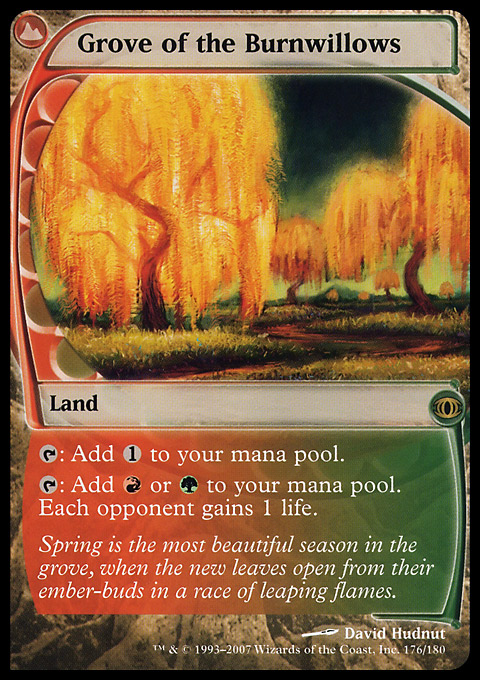 Grove of the Burnwillows
Land
: Add 1 to your mana pool.
: Add or to your mana pool.
Each opponent gains 1 life.
Spring is the most beautiful season in the
grove, when the new leaves open from their
ember-buds in a race of leaping flames.
David Hudnut
™ & © 1993–2007 Wizards of the Coast, Inc. 176/180